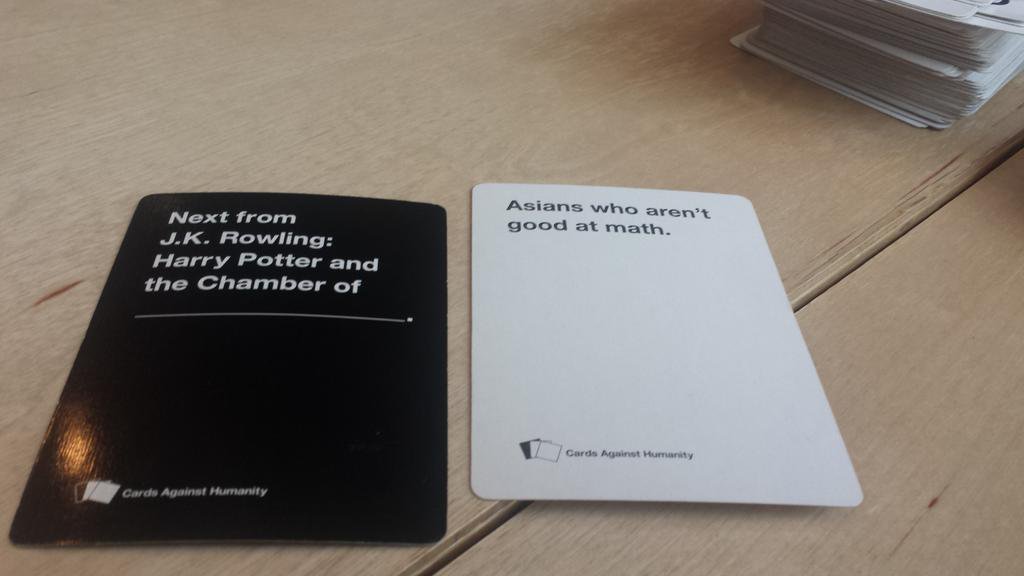 Next from
J.K. Rowling:
Harry Potter and
the Chamber of
______________.
Cards Against Humanity
Asians who aren't
good at math.
Cards Against Humanity